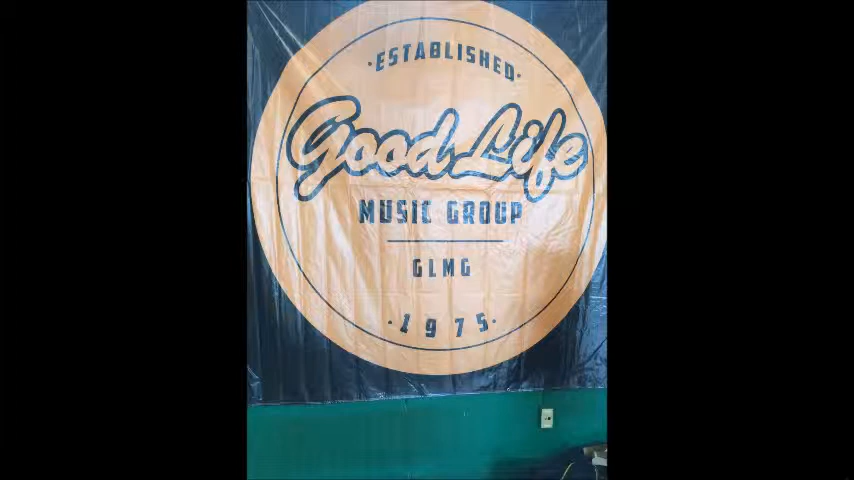 ·ESTABLISHED·
Good Life
MUSIC GROUP
GLMG
·1975·